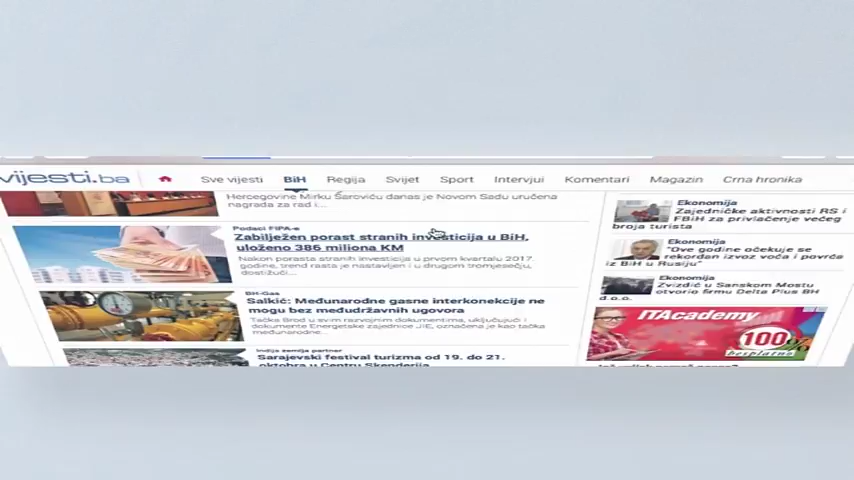 vijesti.ba
Sve vijesti BiH Regija Svijet Sport Intervjui Komentari Magazin Crna hronika
Hercegovine Mirku Šaroviću danas je Novom Sadu uručena
nagrada za rad i...
Podaci FIPA-e
Zabilježen porast stranih investicija u BiH,
uloženo 386 miliona KM
Nakon porasta stranih investicija u prvom kvartalu 2017.
godine, trend rasta je nastavljen i u drugom tromjesečju,
dostižući...
BH-Gas
Salkić: Međunarodne gasne interkonekcije ne
mogu bez međudržavnih ugovora
Tačka Brod u svim razvojnim dokumentima, uključujući i
dokumente Energetske zajednice JIE, označena je kao tačka
međunarodne...
Indija zemlja partner
Sarajevski festival turizma od 19. do 21.
oktobra u Centru Skenderija
Ekonomija
Zajedničke aktivnosti RS i
FBiH za privlačenje većeg
broja turista
Ekonomija
"Ove godine očekuje se
rekordan izvoz voća i povrća
iz BiH u Rusiju"
Ekonomija
Zvizdić u Sanskom Mostu
otvorio firmu Delta Plus BH
d.o.o.
ITAcademy
100%
besplatno